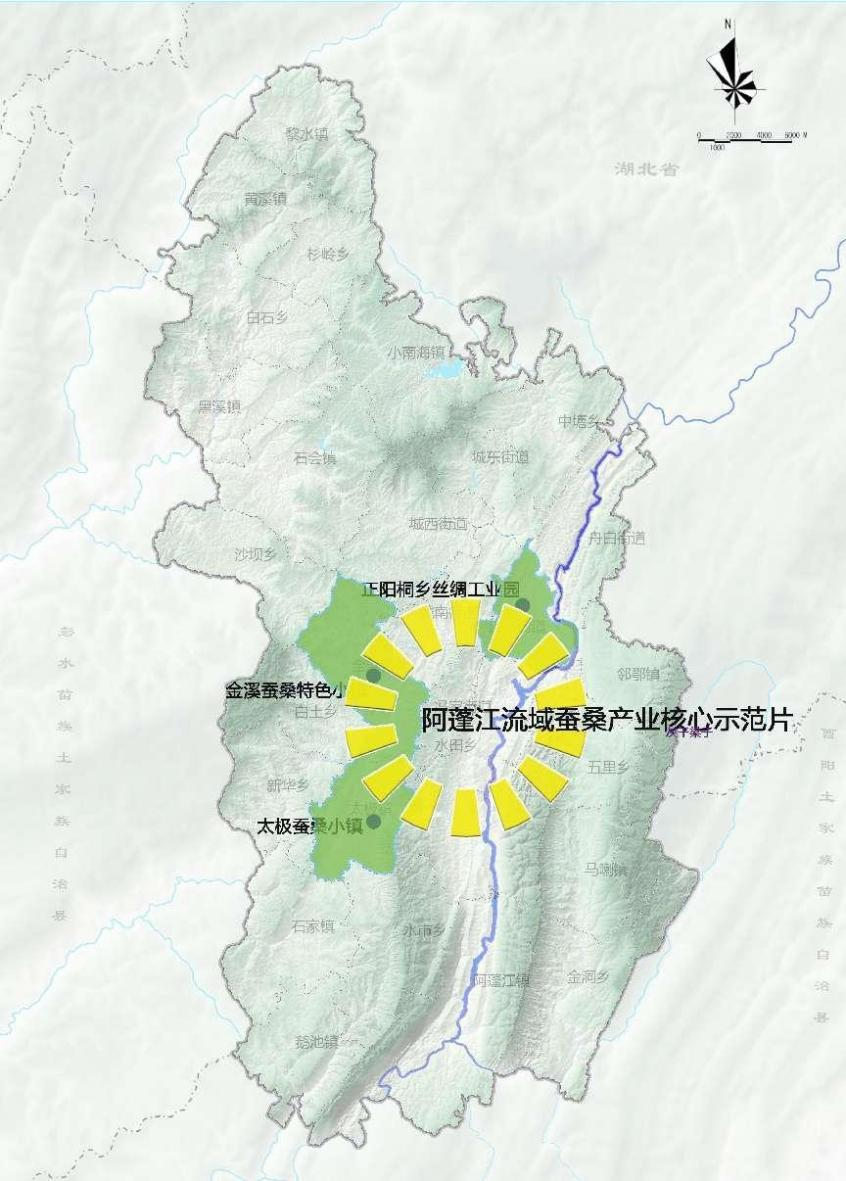 N
0 2000 4000 6000 M
1000
黎水镇
湖北省
黄溪镇
杉岭乡
白石乡
小南海镇
黑溪镇
中塘乡
石会镇
城东街道
城西街道
舟白街道
沙坝乡
正阳桐乡丝绸工业园
彭水苗族土家族自治县
邻鄂镇
金溪蚕桑特色小
白土乡
阿蓬江流域蚕桑产业核心示范片
酉阳土家族苗族自治县
水田乡
五里乡
新华乡
太极蚕桑小镇
马喇镇
石家镇
水市乡
阿蓬江镇
金洞乡
鹅池镇